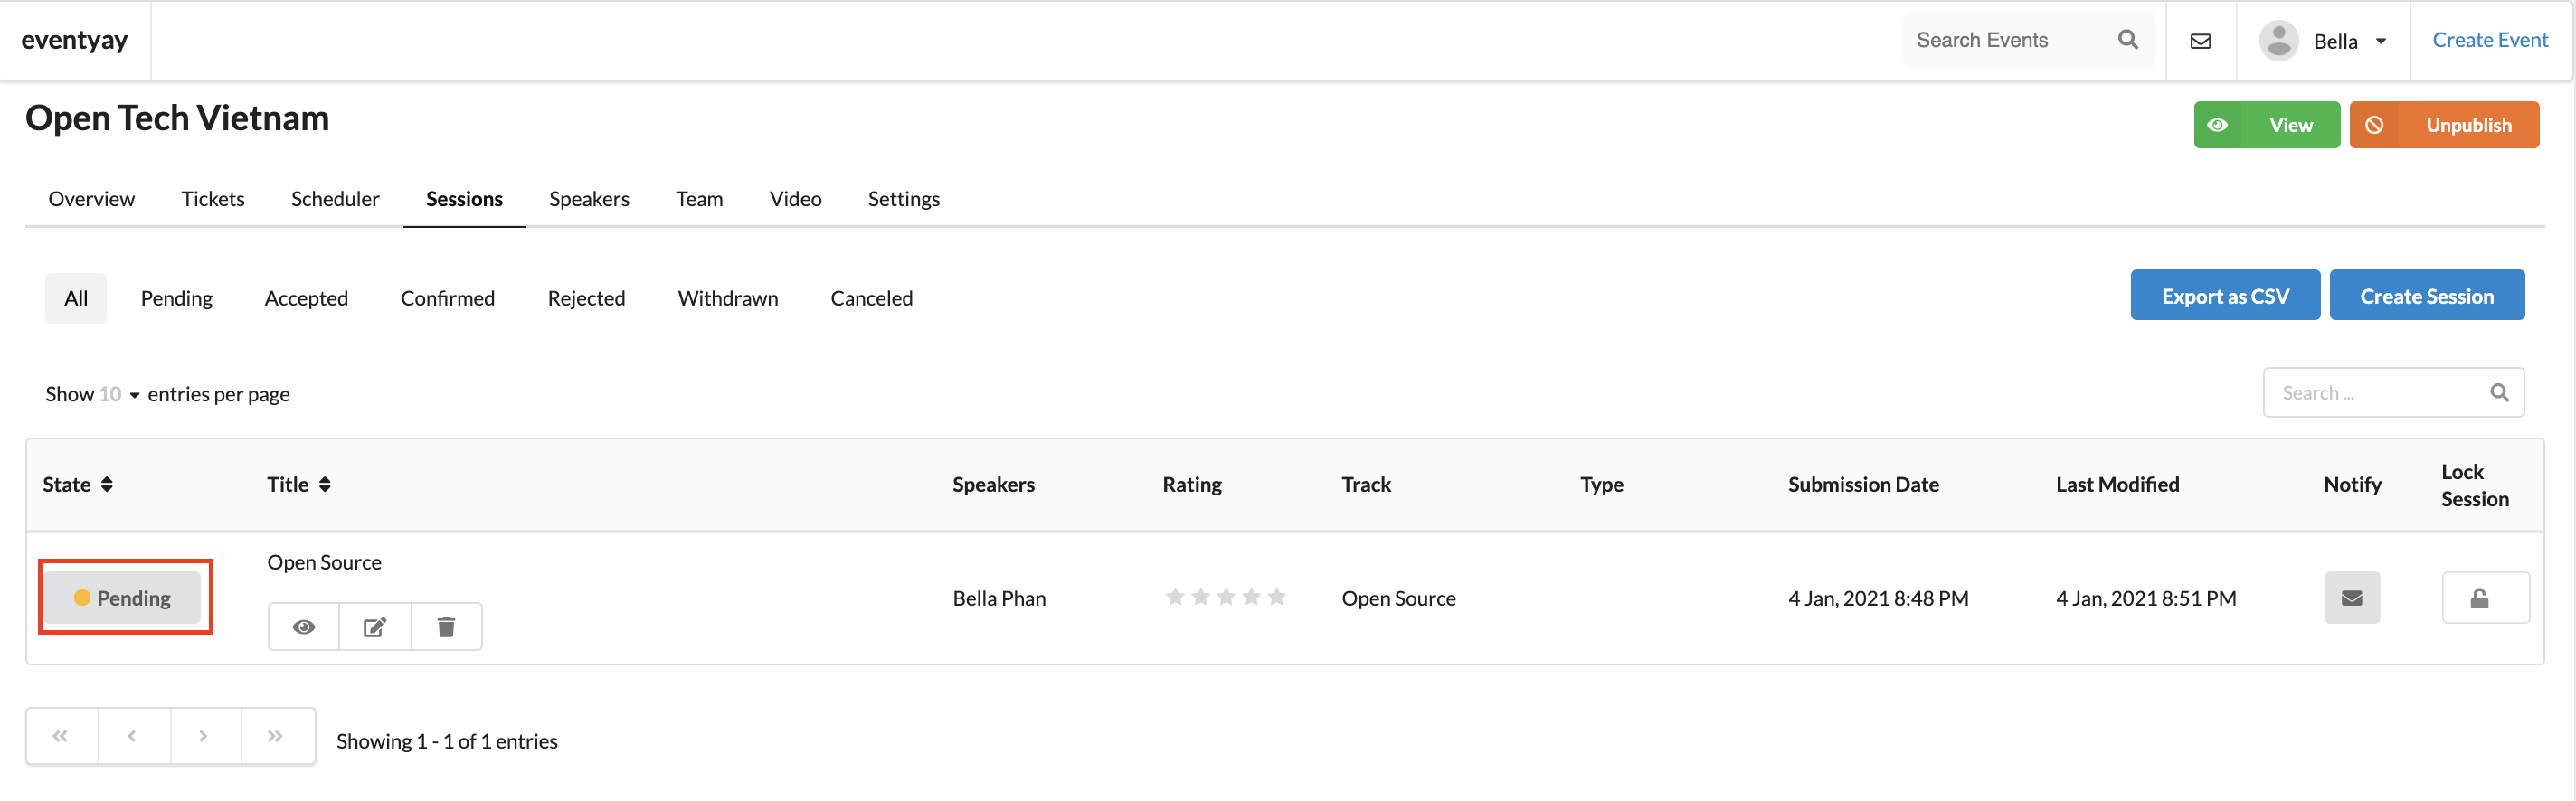 eventyay
Search Events
Bella
Create Event
Open Tech Vietnam
View
Unpublish
Overview Tickets Scheduler Sessions Speakers Team Video Settings
All Pending Accepted Confirmed Rejected Withdrawn Canceled
Export as CSV
Create Session
Show 10 entries per page
Search ...
State Title Speakers Rating Track Type Submission Date Last Modified Notify Lock Session
Open Source
Pending Bella Phan Open Source 4 Jan, 2021 8:48 PM 4 Jan, 2021 8:51 PM
« ‹ › »
Showing 1 - 1 of 1 entries